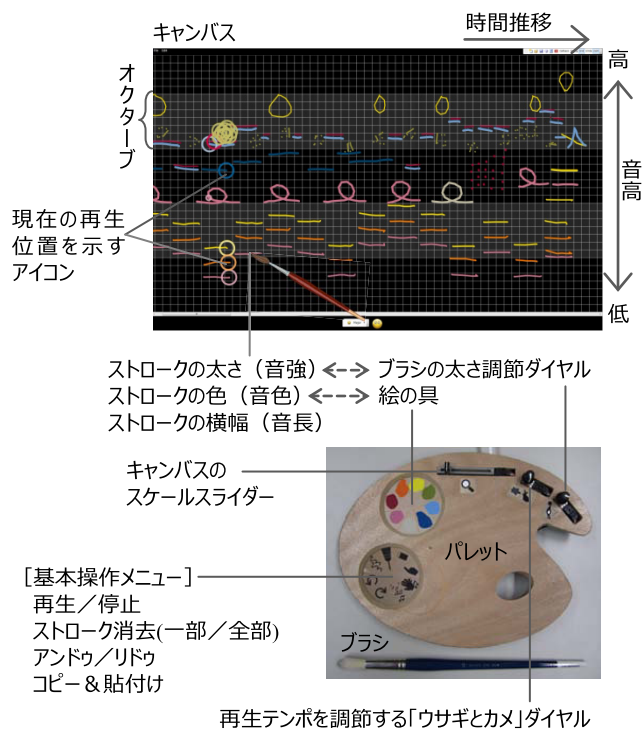 キャンバス
時間推移
高
オクターブ
音高
現在の再生
位置を示す
アイコン
低
ストロークの太さ（音強）
ブラシの太さ調節ダイヤル
ストロークの色（音色）
絵の具
ストロークの横幅（音長）
キャンバスの
スケールスライダー
パレット
［基本操作メニュー］
再生／停止
ストローク消去(一部／全部)
アンドゥ／リドゥ
コピー＆貼付け
ブラシ
再生テンポを調節する「ウサギとカメ」ダイヤル